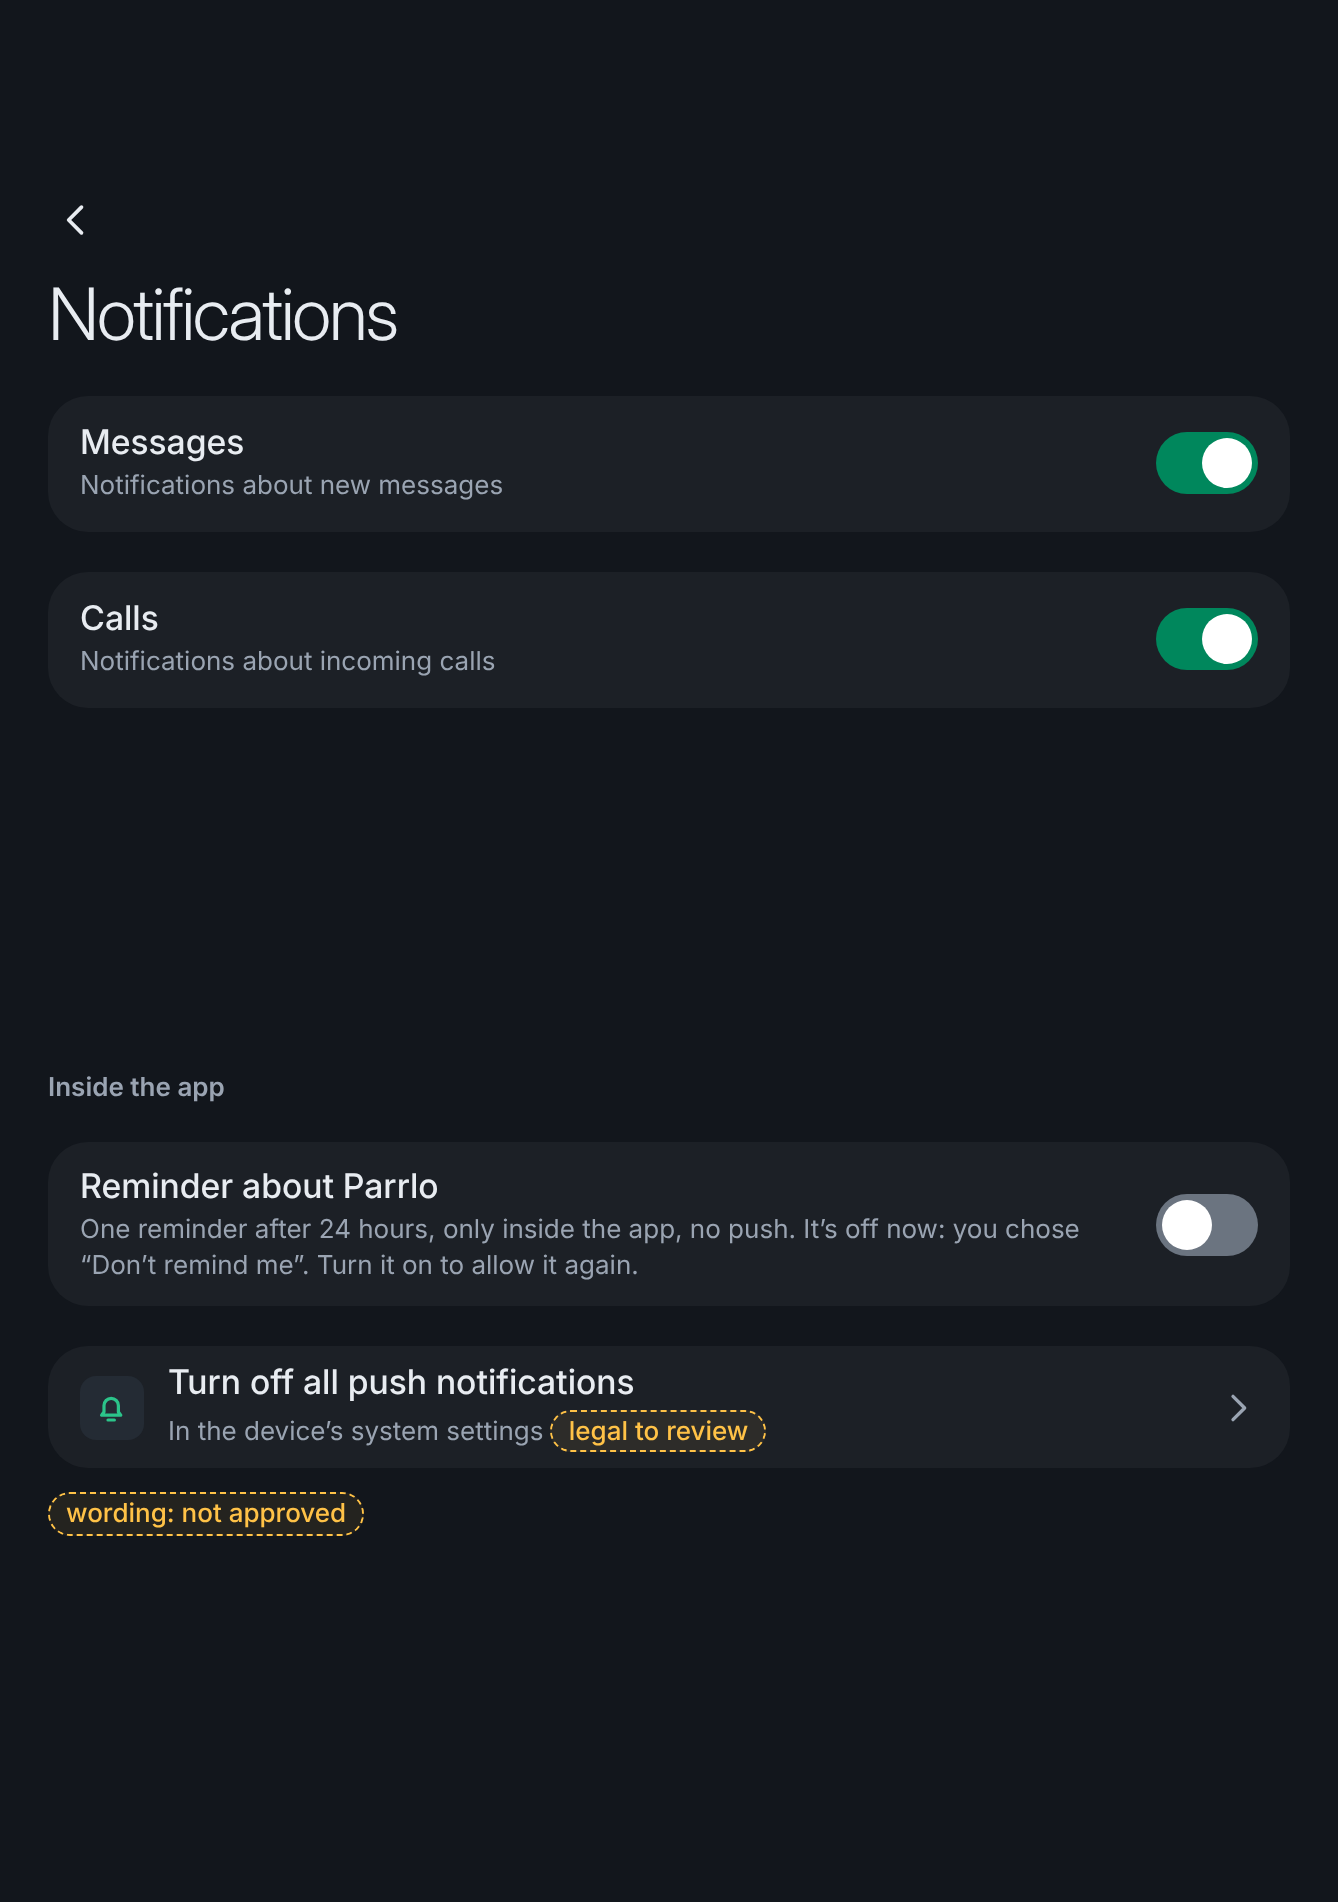 Notifications
Messages
Notifications about new messages
Calls
Notifications about incoming calls
Inside the app
Reminder about Parrlo
One reminder after 24 hours, only inside the app, no push. It’s off now: you chose
“Don’t remind me”. Turn it on to allow it again.
Turn off all push notifications
In the device’s system settings legal to review
wording: not approved